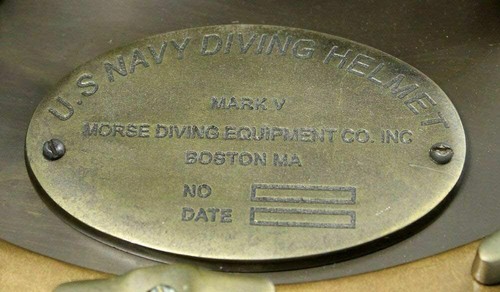 U.S NAVY DIVING HELMET
MARK V
MORSE DIVING EQUIPMENT CO. INC
BOSTON MA
NO
DATE